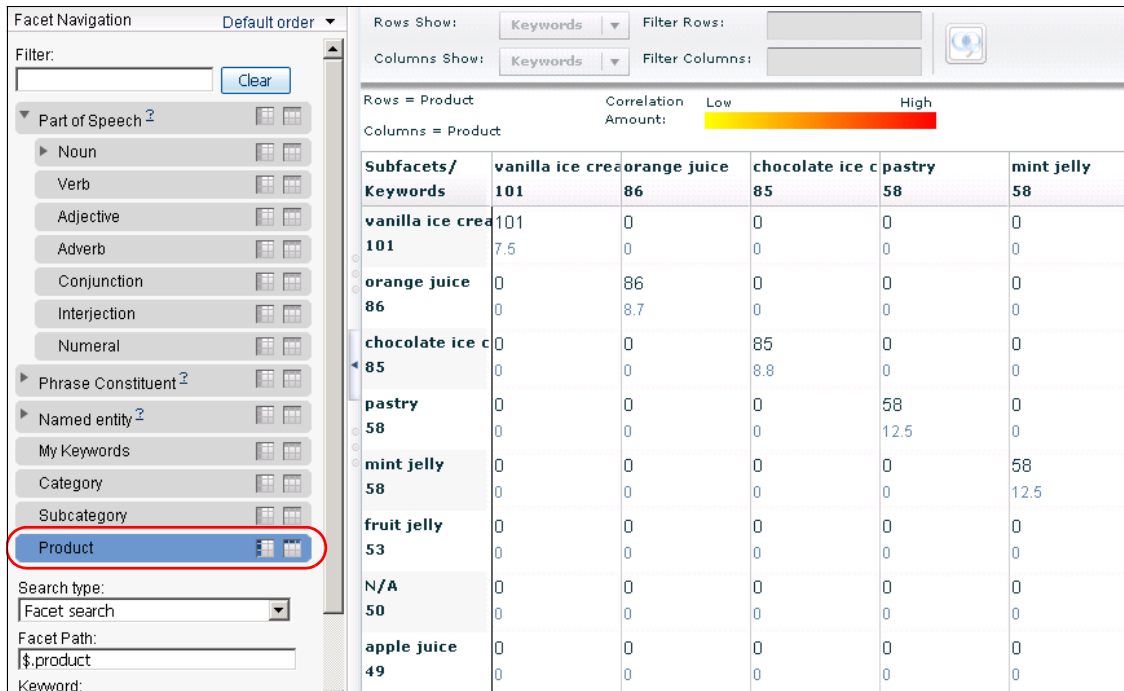 Facet Navigation Default order
Filter:
Clear
Part of Speech ?
Noun
Verb
Adjective
Adverb
Conjunction
Interjection
Numeral
Phrase Constituent ?
Named entity ?
My Keywords
Category
Subcategory
Product
Search type:
Facet search
Facet Path:
$.product
Keyword:
Rows Show: Keywords Filter Rows:
Columns Show: Keywords Filter Columns:
Rows = Product
Columns = Product
Correlation Low High
Amount:
Subfacets/ vanilla ice crea orange juice chocolate ice c pastry mint jelly
Keywords 101 86 85 58 58
vanilla ice crea 101 0 0 0 0
101 7.5 0 0 0 0
orange juice 0 86 0 0 0
86 0 8.7 0 0 0
chocolate ice c 0 0 85 0 0
85 0 0 8.8 0 0
pastry 0 0 0 58 0
58 0 0 0 12.5 0
mint jelly 0 0 0 0 58
58 0 0 0 0 12.5
fruit jelly 0 0 0 0 0
53 0 0 0 0 0
N/A 0 0 0 0 0
50 0 0 0 0 0
apple juice 0 0 0 0 0
49 0 0 0 0 0